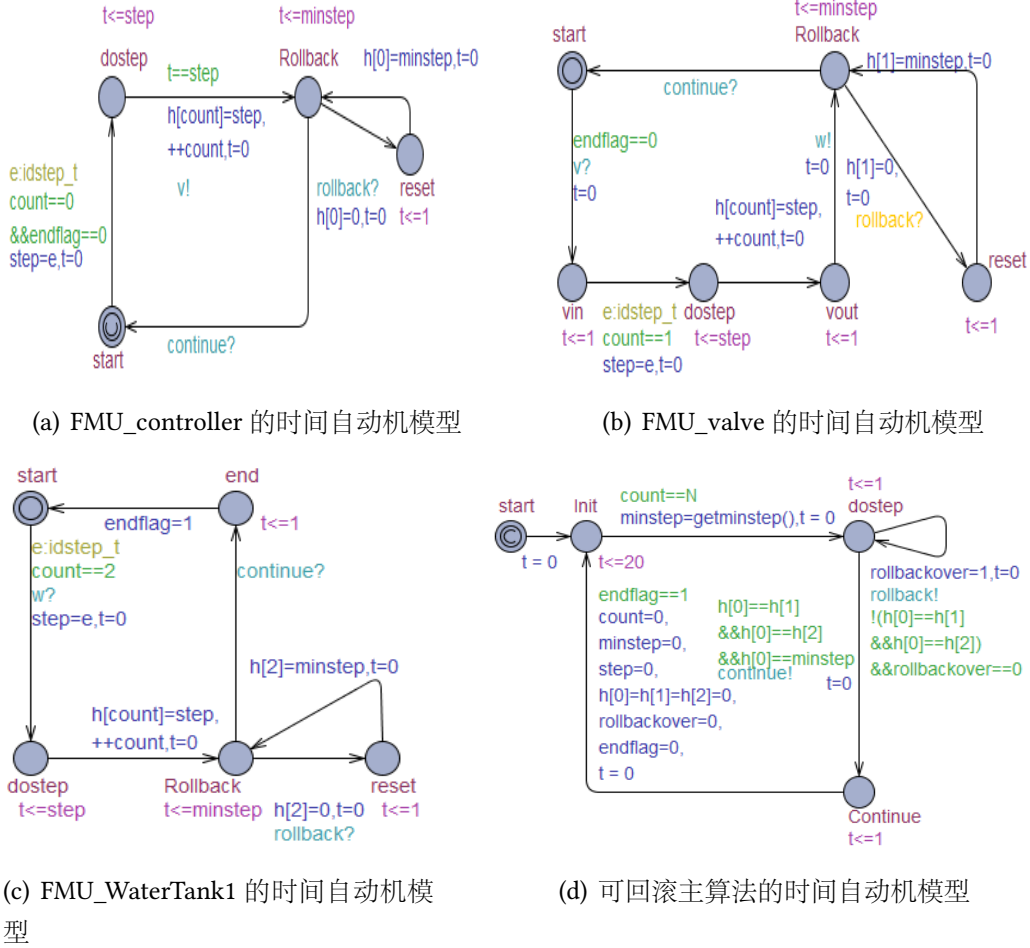 t<=step
t<=minstep
dostep
Rollback
t==step
h[0]=minstep,t=0
h[count]=step,
++count,t=0
v!
e:idstep_t
count==0
&&endflag==0
step=e,t=0
rollback?
h[0]=0,t=0
reset
t<=1
start
continue?
(a) FMU_controller 的时间自动机模型
t<=minstep
Rollback
start
h[1]=minstep,t=0
continue?
endflag==0
v?
t=0
w!
t=0
h[1]=0,
t=0
rollback?
h[count]=step,
++count,t=0
reset
t<=1
vin
t<=1
e:idstep_t
count==1
step=e,t=0
dostep
t<=step
vout
t<=1
(b) FMU_valve 的时间自动机模型
start
end
endflag=1
t<=1
e:idstep_t
count==2
w?
step=e,t=0
continue?
h[2]=minstep,t=0
h[count]=step,
++count,t=0
dostep
t<=step
Rollback
t<=minstep
h[2]=0,t=0
rollback?
reset
t<=1
(c) FMU_WaterTank1 的时间自动机模
型
start
t = 0
Init
t<=20
count==N
minstep=getminstep(),t = 0
t<=1
dostep
rollbackover=1,t=0
rollback!
!(h[0]==h[1]
&&h[0]==h[2])
&&rollbackover==0
endflag==1
count=0,
minstep=0,
step=0,
h[0]=h[1]=h[2]=0,
rollbackover=0,
endflag=0,
t = 0
h[0]==h[1]
&&h[0]==h[2]
&&h[0]==minstep
continue!
t=0
Continue
t<=1
(d) 可回滚主算法的时间自动机模型